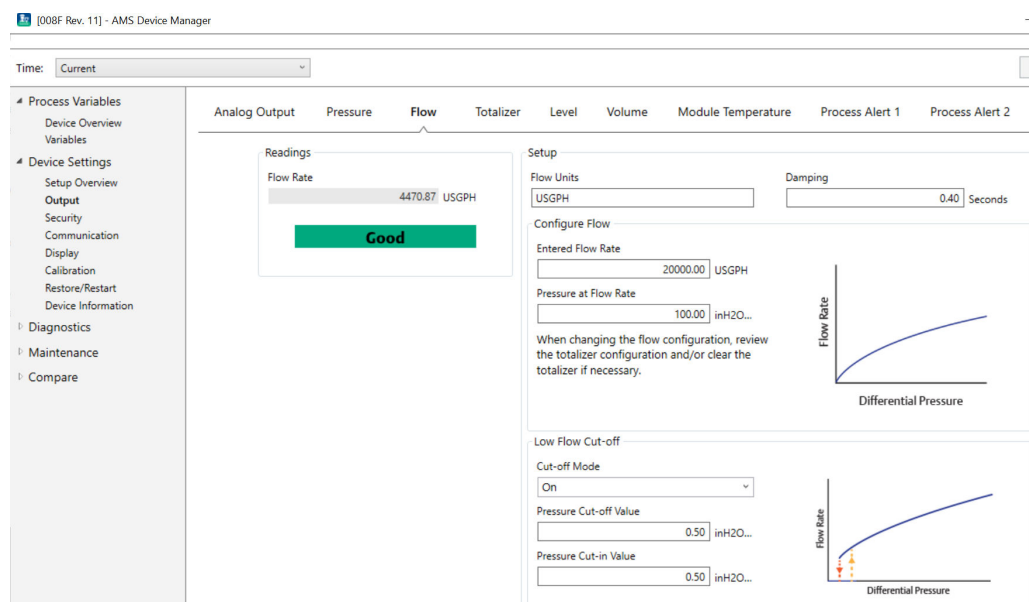 [008F Rev. 11] - AMS Device Manager
Time: Current
Process Variables
Device Overview
Variables
Device Settings
Setup Overview
Output
Security
Communication
Display
Calibration
Restore/Restart
Device Information
Diagnostics
Maintenance
Compare
Analog Output Pressure Flow Totalizer Level Volume Module Temperature Process Alert 1 Process Alert 2
Readings
Flow Rate
4470.87 USGPH
Good
Setup
Flow Units
USGPH
Damping
0.40 Seconds
Configure Flow
Entered Flow Rate
20000.00 USGPH
Pressure at Flow Rate
100.00 inH2O...
When changing the flow configuration, review
the totalizer configuration and/or clear the
totalizer if necessary.
Flow Rate
Differential Pressure
Low Flow Cut-off
Cut-off Mode
On
Pressure Cut-off Value
0.50 inH2O...
Pressure Cut-in Value
0.50 inH2O...
Flow Rate
Differential Pressure